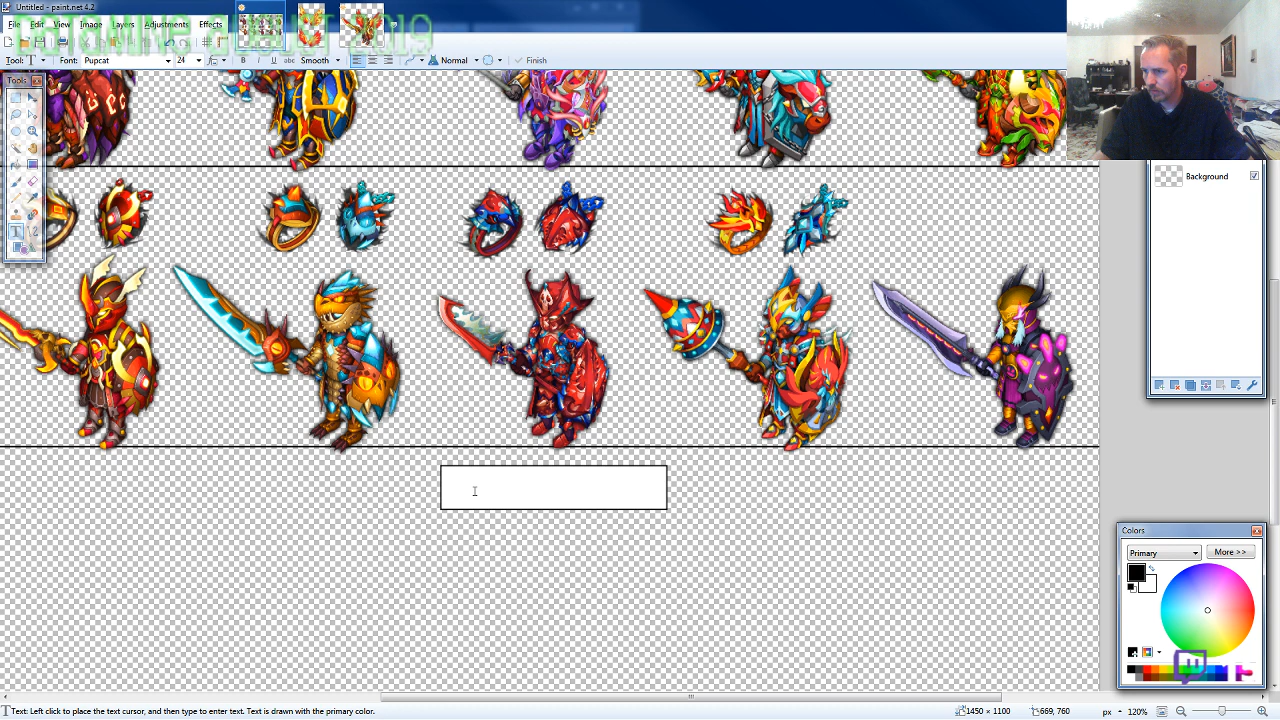 Untitled - paint.net 4.2
File Edit View Image Layers Adjustments Effects
Tool: T Font: Pupcat 24 B I U abc Smooth Normal Finish
Tools
Background
Colors
Primary More >>
Text: Left click to place the text cursor, and then type to enter text. Text is drawn with the primary color.
1450 × 1100 669, 760 px 120%